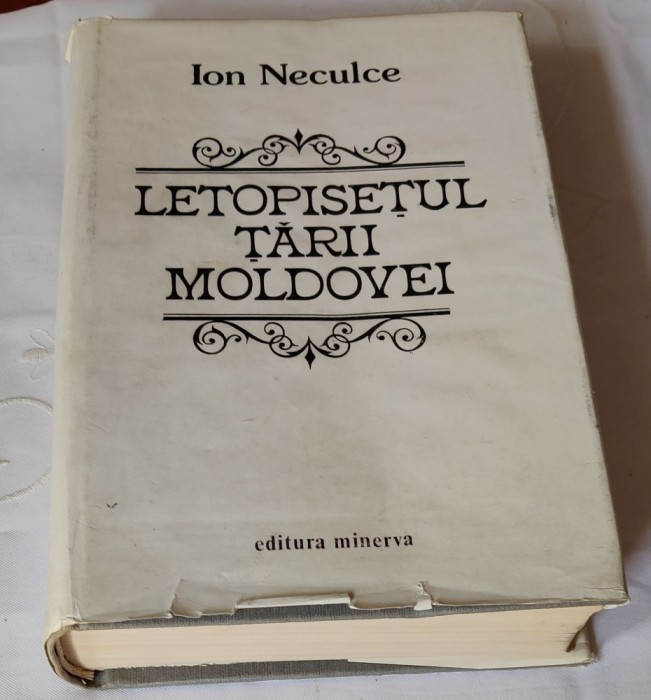 Ion Neculce
LETOPISEȚUL
ȚĂRII
MOLDOVEI
editura minerva